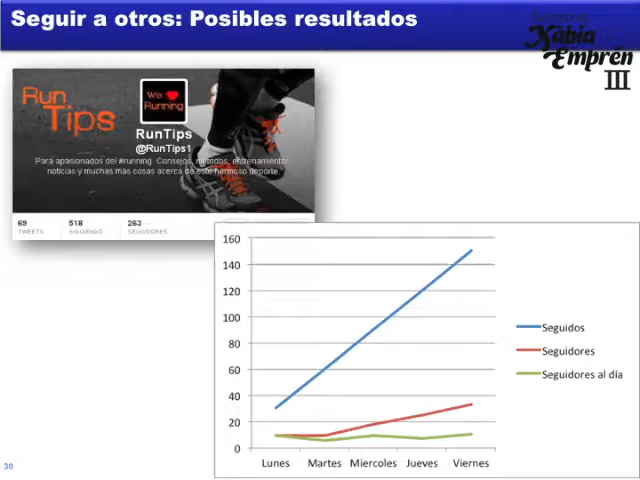 Seguir a otros: Posibles resultados
Xàbia
Emprén
III
Run
Tips
We
Running
RunTips
@RunTips1
Para apasionados del #running. Consejos, métodos, entrenamiento,
noticias y muchas más cosas acerca de este hermoso deporte.
69
518
263
TWEETS
SIGUIENDO
SEGUIDORES
160
140
120
100
80
60
40
20
0
Lunes
Martes
Miercoles
Jueves
Viernes
Seguidos
Seguidores
Seguidores al día
30